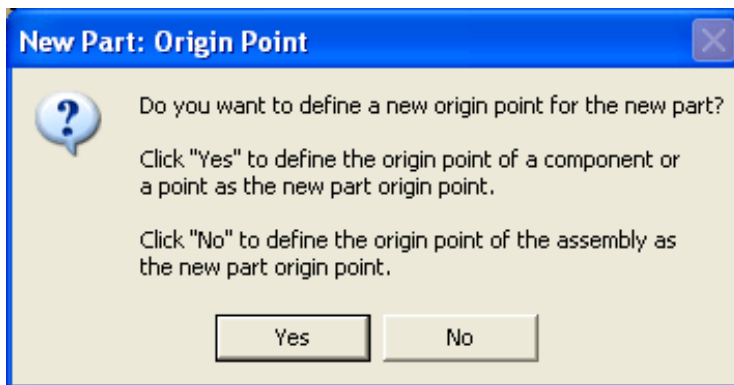 New Part: Origin Point
Do you want to define a new origin point for the new part?
Click "Yes" to define the origin point of a component or
a point as the new part origin point.
Click "No" to define the origin point of the assembly as
the new part origin point.
Yes
No